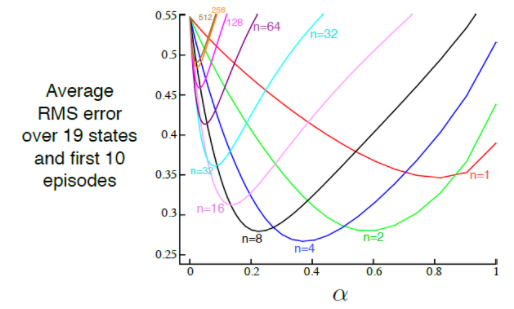 0.55
512
256
128
n=64
n=32
0.5
Average
RMS error
over 19 states
and first 10
episodes
0.45
0.4
0.35
n=32
n=1
0.3
n=16
n=8
n=4
n=2
0.25
0
0.2
0.4
0.6
0.8
1
α